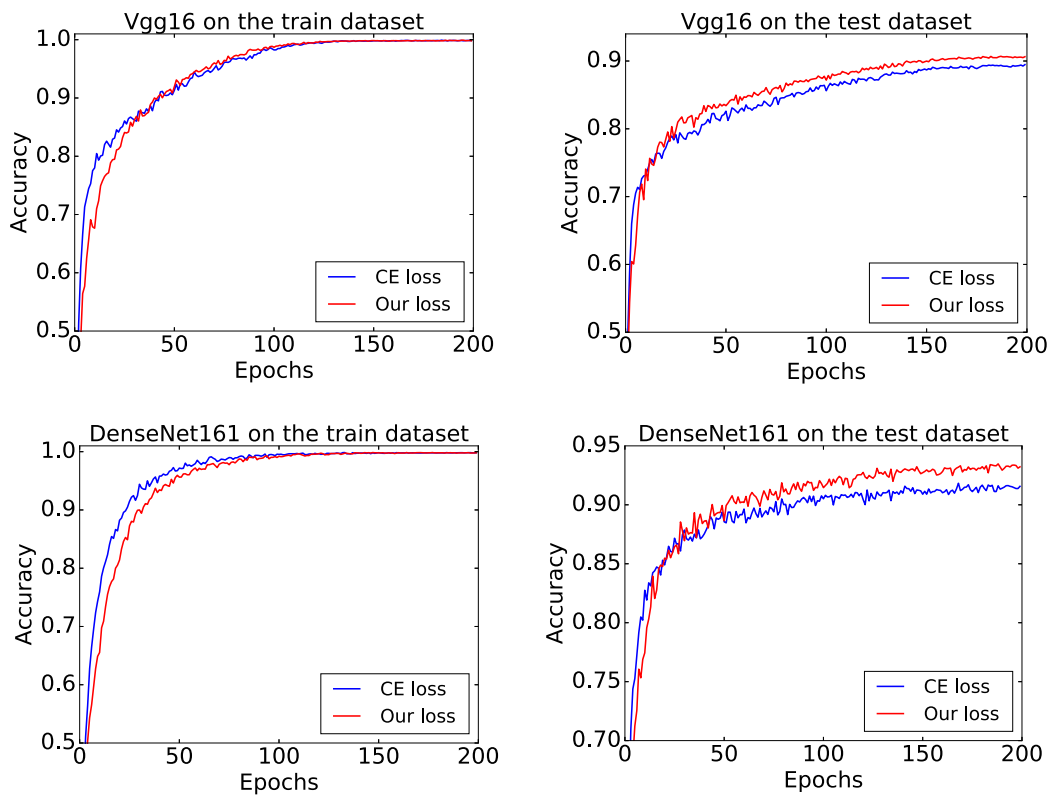 Vgg16 on the train dataset
1.0
0.9
0.8
0.7
0.6
0.5
Accuracy
CE loss
Our loss
0 50 100 150 200
Epochs
Vgg16 on the test dataset
0.9
0.8
0.7
0.6
0.5
Accuracy
CE loss
Our loss
0 50 100 150 200
Epochs
DenseNet161 on the train dataset
1.0
0.9
0.8
0.7
0.6
0.5
Accuracy
CE loss
Our loss
0 50 100 150 200
Epochs
DenseNet161 on the test dataset
0.95
0.90
0.85
0.80
0.75
0.70
Accuracy
CE loss
Our loss
0 50 100 150 200
Epochs